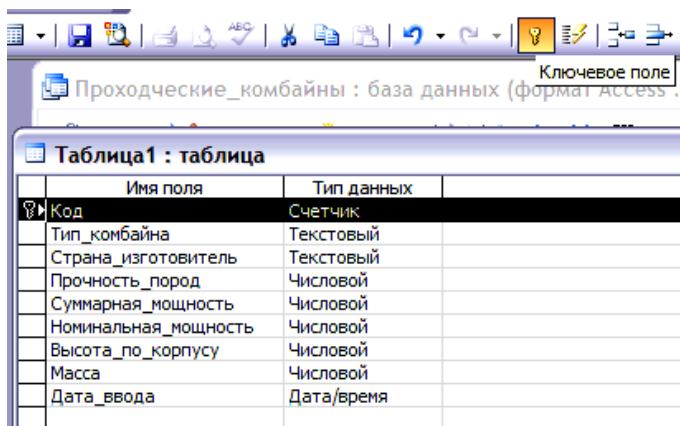 ABC
Ключевое поле
Проходческие_комбайны : база данных (формат Access
Таблица1 : таблица
Имя поля Тип данных
Код Счетчик
Тип_комбайна Текстовый
Страна_изготовитель Текстовый
Прочность_пород Числовой
Суммарная_мощность Числовой
Номинальная_мощность Числовой
Высота_по_корпусу Числовой
Масса Числовой
Дата_ввода Дата/время